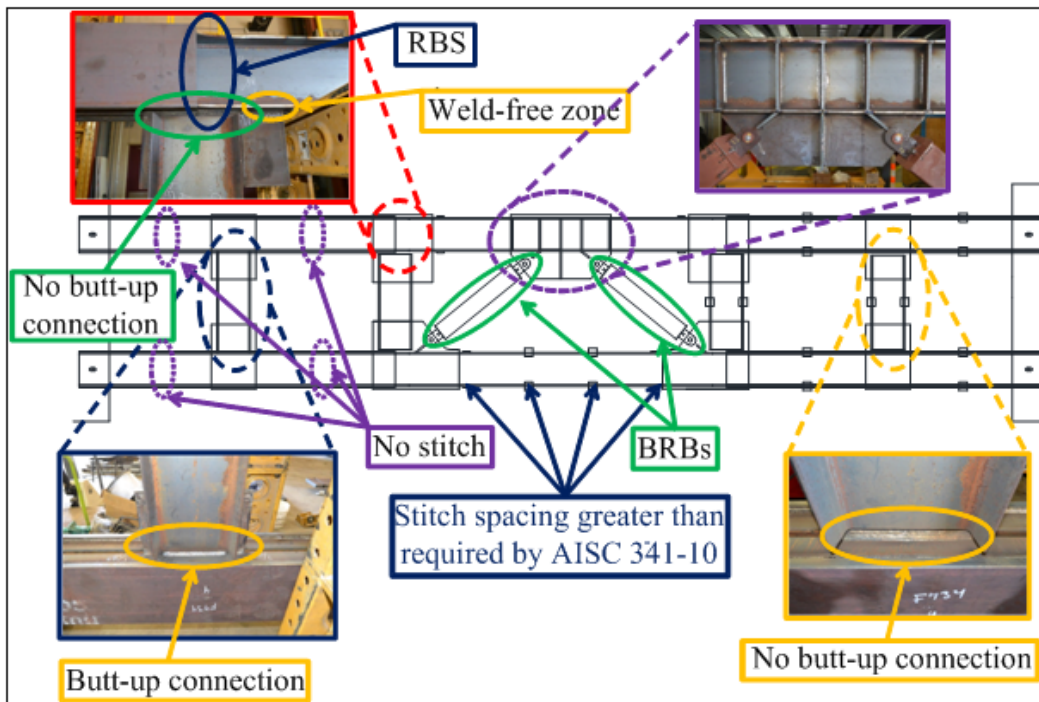 RBS
Weld-free zone
No butt-up
connection
No stitch
BRBs
Stitch spacing greater than
required by AISC 341-10
Butt-up connection
No butt-up connection